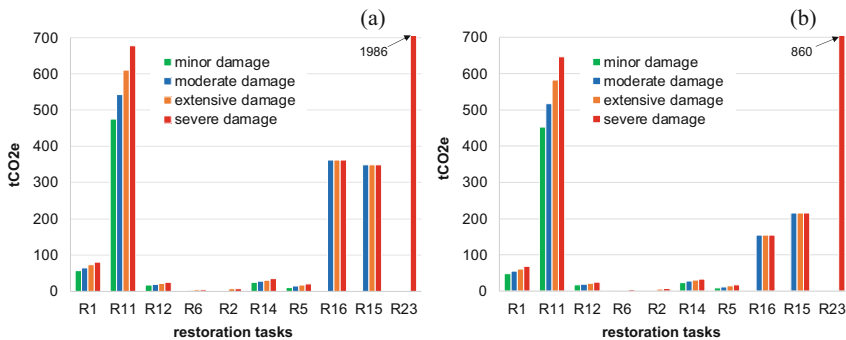 (a)
700
600
500
400
300
200
100
0
tCO2e
minor damage
moderate damage
extensive damage
severe damage
1986
R1 R11 R12 R6 R2 R14 R5 R16 R15 R23
restoration tasks
(b)
700
600
500
400
300
200
100
0
tCO2e
minor damage
moderate damage
extensive damage
severe damage
860
R1 R11 R12 R6 R2 R14 R5 R16 R15 R23
restoration tasks